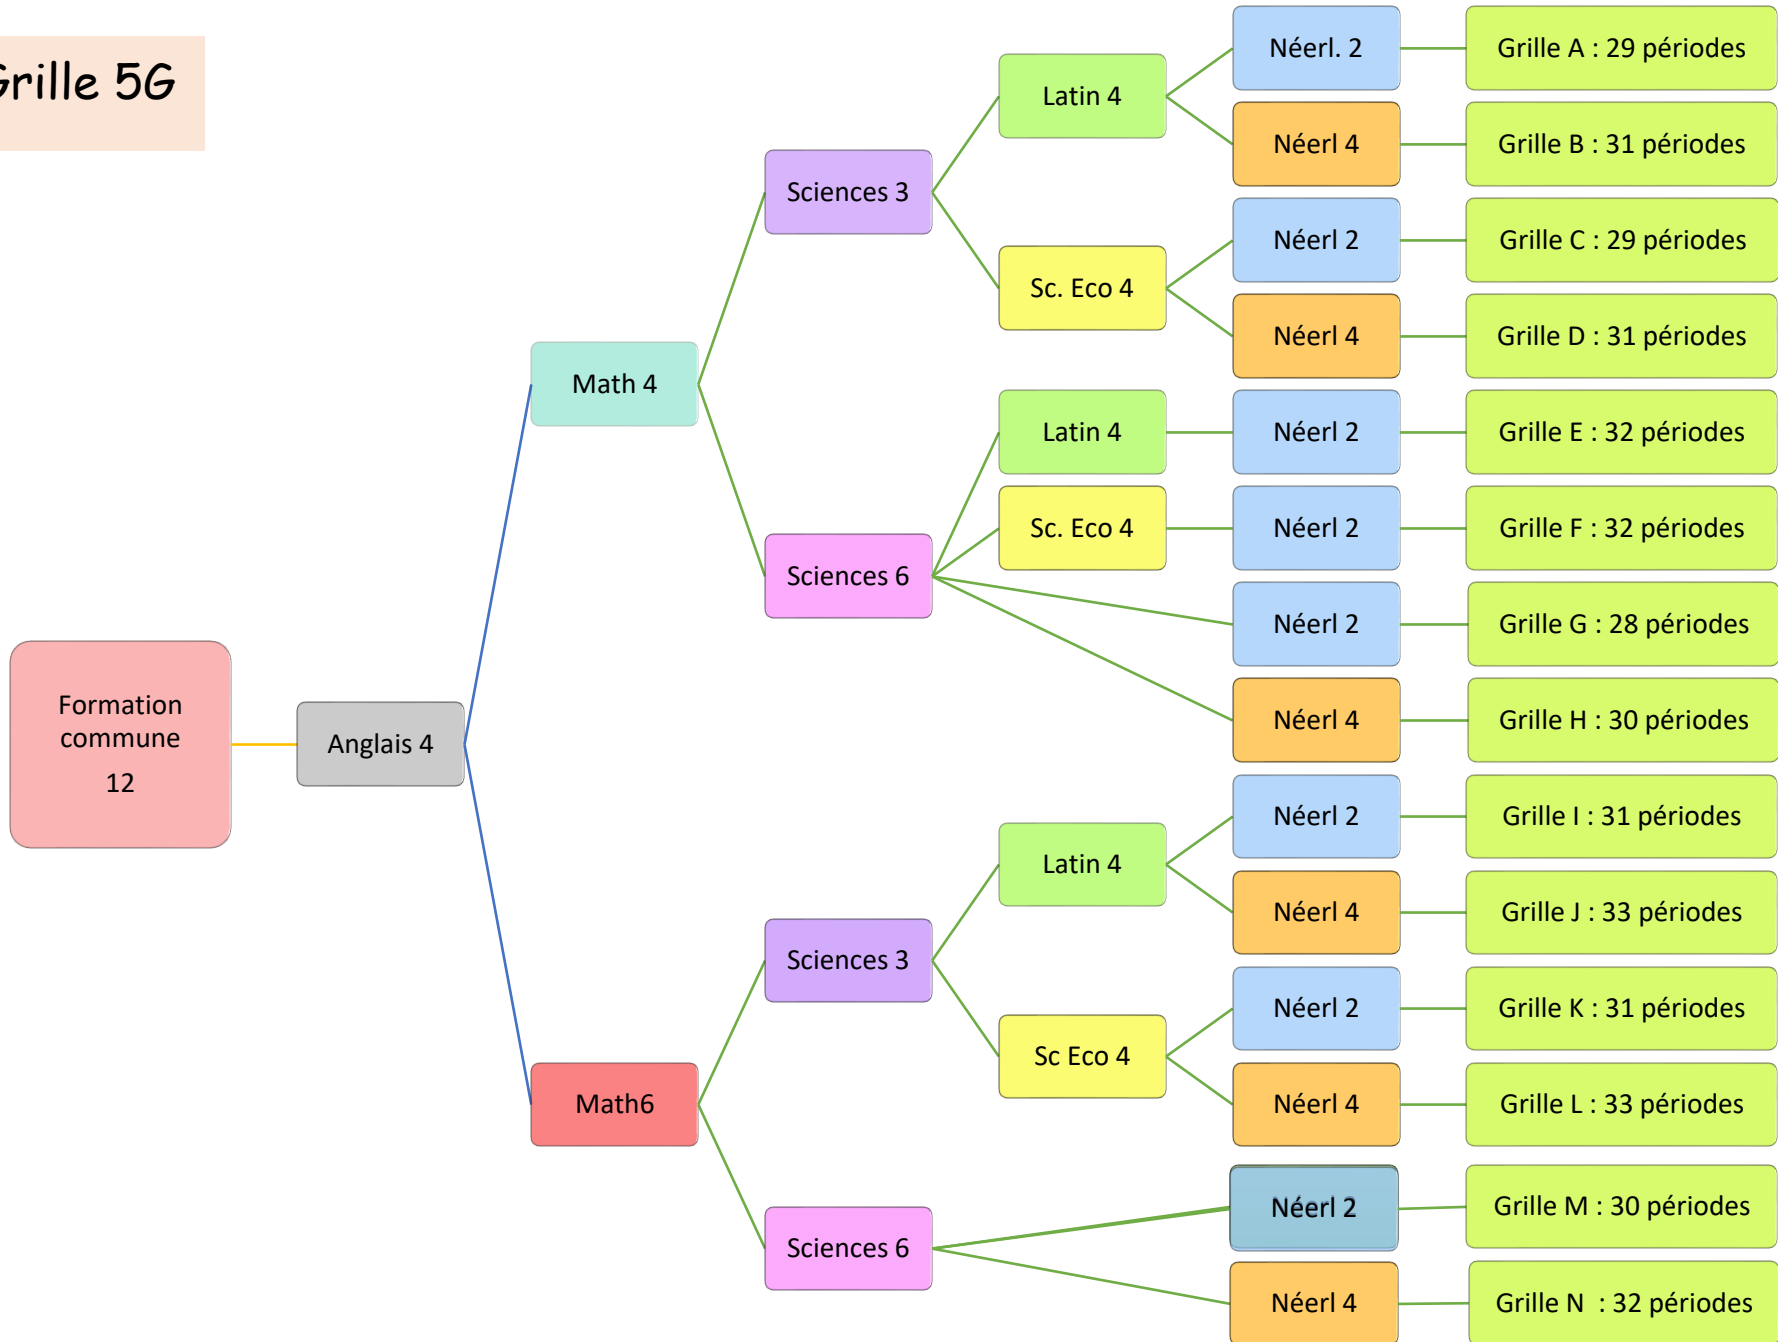 Grille 5G
Néerl. 2
Grille A : 29 périodes
Latin 4
Néerl 4
Grille B : 31 périodes
Sciences 3
Néerl 2
Grille C : 29 périodes
Sc. Eco 4
Néerl 4
Grille D : 31 périodes
Math 4
Latin 4
Néerl 2
Grille E : 32 périodes
Sc. Eco 4
Néerl 2
Grille F : 32 périodes
Sciences 6
Néerl 2
Grille G : 28 périodes
Néerl 4
Grille H : 30 périodes
Formation
commune
12
Anglais 4
Néerl 2
Grille I : 31 périodes
Latin 4
Néerl 4
Grille J : 33 périodes
Sciences 3
Néerl 2
Grille K : 31 périodes
Sc Eco 4
Néerl 4
Grille L : 33 périodes
Math6
Néerl 2
Grille M : 30 périodes
Sciences 6
Néerl 4
Grille N : 32 périodes